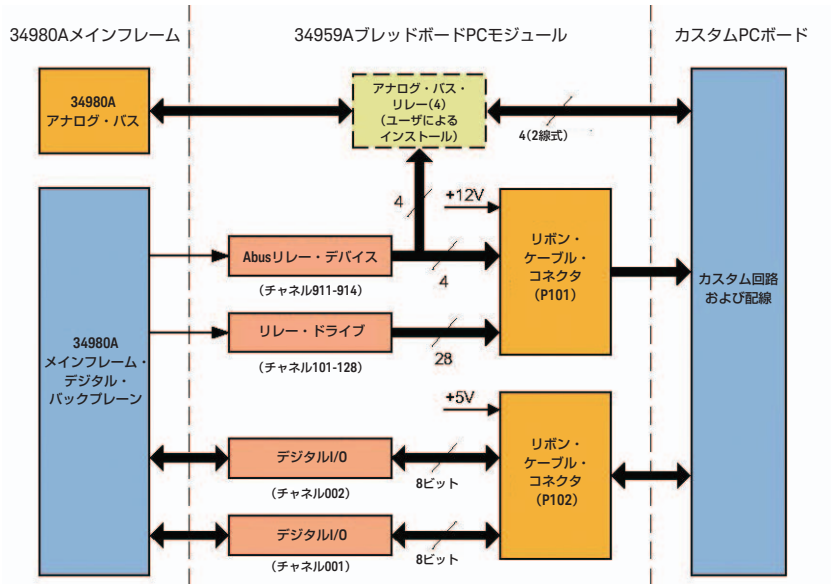 34980Aメインフレーム
34959AブレッドボードPCモジュール
カスタムPCボード
34980A
アナログ・バス
アナログ・バス・
リレー(4)
(ユーザによる
インストール)
4(2線式)
4
+12V
Abusリレー・デバイス
(チャネル911-914)
4
リボン・
ケーブル・
コネクタ
(P101)
カスタム回路
および配線
リレー・ドライブ
(チャネル101-128)
28
34980A
メインフレーム・
デジタル・
バックプレーン
+5V
デジタルI/O
(チャネル002)
8ビット
リボン・
ケーブル・
コネクタ
(P102)
デジタルI/O
(チャネル001)
8ビット